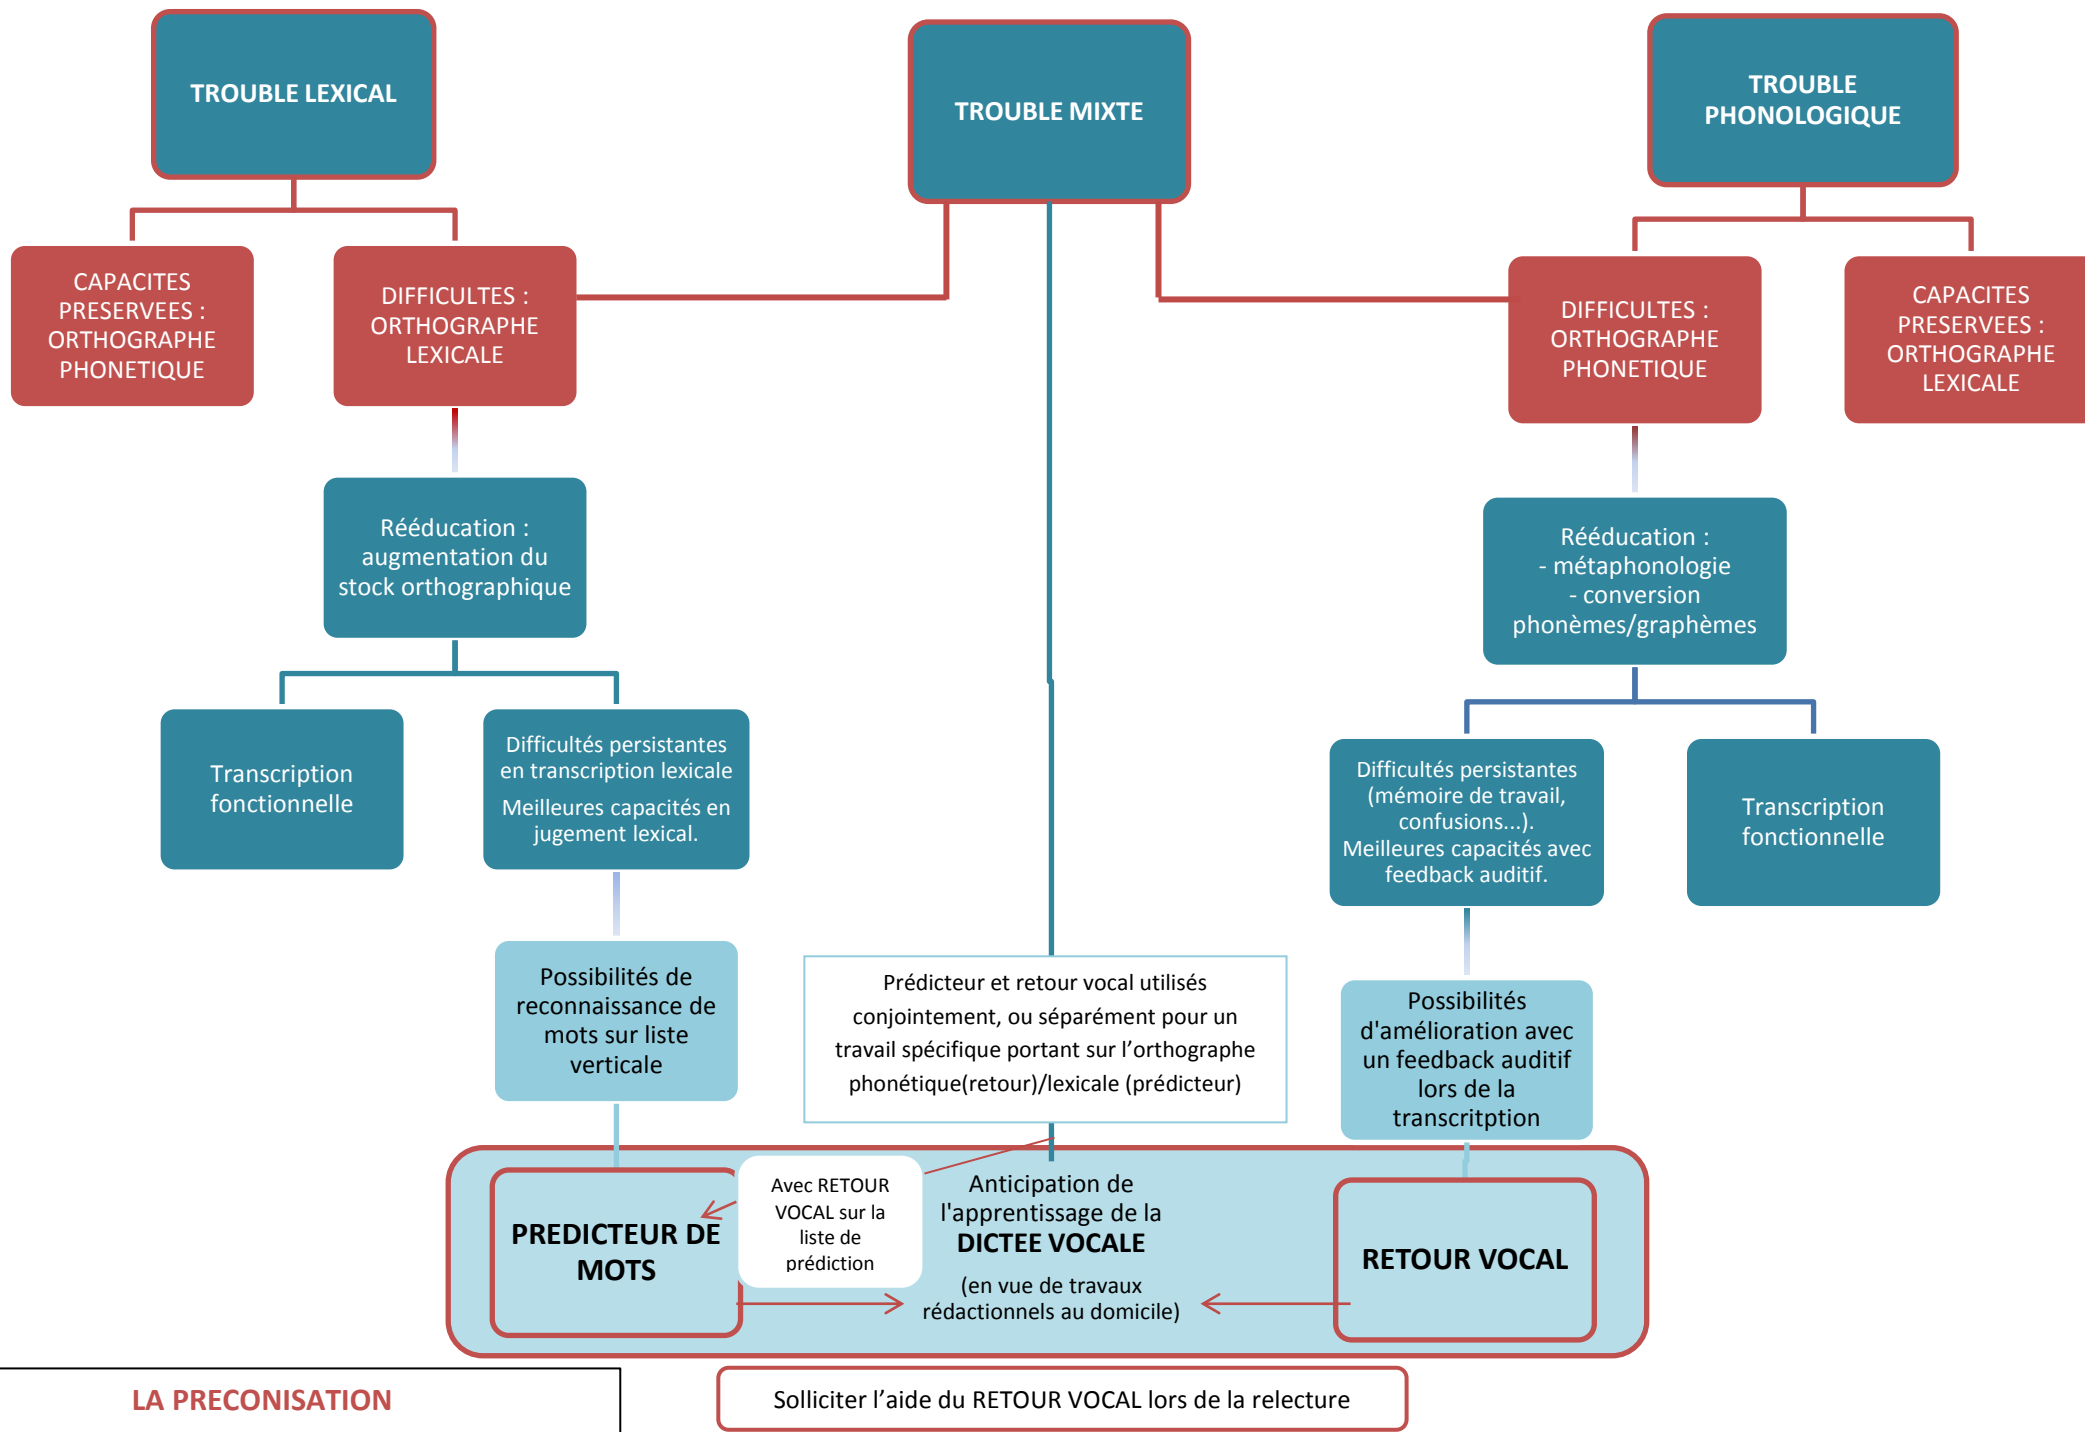 TROUBLE LEXICAL
TROUBLE MIXTE
TROUBLE
PHONOLOGIQUE
CAPACITES
PRESERVEES :
ORTHOGRAPHE
PHONETIQUE
DIFFICULTES :
ORTHOGRAPHE
LEXICALE
DIFFICULTES :
ORTHOGRAPHE
PHONETIQUE
CAPACITES
PRESERVEES :
ORTHOGRAPHE
LEXICALE
Rééducation :
augmentation du
stock orthographique
Rééducation :
- métaphonologie
- conversion
phonèmes/graphèmes
Transcription
fonctionnelle
Difficultés persistantes
en transcription lexicale
Meilleures capacités en
jugement lexical.
Difficultés persistantes
(mémoire de travail,
confusions...).
Meilleures capacités avec
feedback auditif.
Transcription
fonctionnelle
Possibilités de
reconnaissance de
mots sur liste
verticale
Prédicteur et retour vocal utilisés
conjointement, ou séparément pour un
travail spécifique portant sur l’orthographe
phonétique(retour)/lexicale (prédicteur)
Possibilités
d'amélioration avec
un feedback auditif
lors de la
transcritption
PREDICTEUR DE
MOTS
Avec RETOUR
VOCAL sur la
liste de
prédiction
Anticipation de
l'apprentissage de la
DICTEE VOCALE
(en vue de travaux
rédactionnels au domicile)
RETOUR VOCAL
LA PRECONISATION
Solliciter l’aide du RETOUR VOCAL lors de la relecture